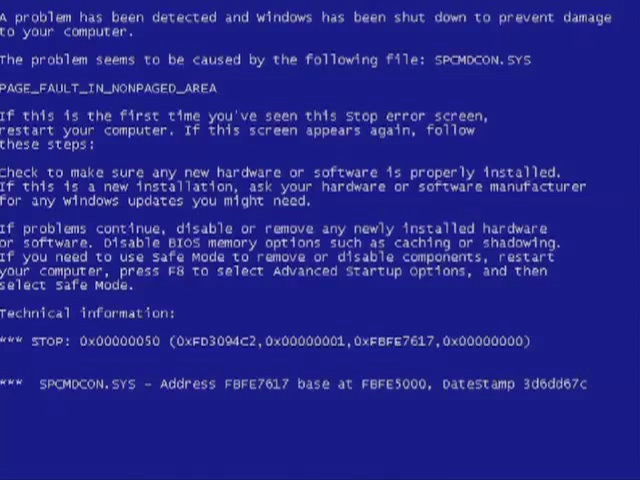 A problem has been detected and Windows has been shut down to prevent damage
to your computer.
The problem seems to be caused by the following file: SPCMDCON.SYS
PAGE_FAULT_IN_NONPAGED_AREA
If this is the first time you've seen this Stop error screen,
restart your computer. If this screen appears again, follow
these steps:
Check to make sure any new hardware or software is properly installed.
If this is a new installation, ask your hardware or software manufacturer
for any Windows updates you might need.
If problems continue, disable or remove any newly installed hardware
or software. Disable BIOS memory options such as caching or shadowing.
If you need to use Safe Mode to remove or disable components, restart
your computer, press F8 to select Advanced Startup Options, and then
select Safe Mode.
Technical information:
*** STOP: 0x00000050 (0xFD3094C2,0x00000001,0xFBFE7617,0x00000000)
*** SPCMDCON.SYS - Address FBFE7617 base at FBFE5000, DateStamp 3d6dd67c